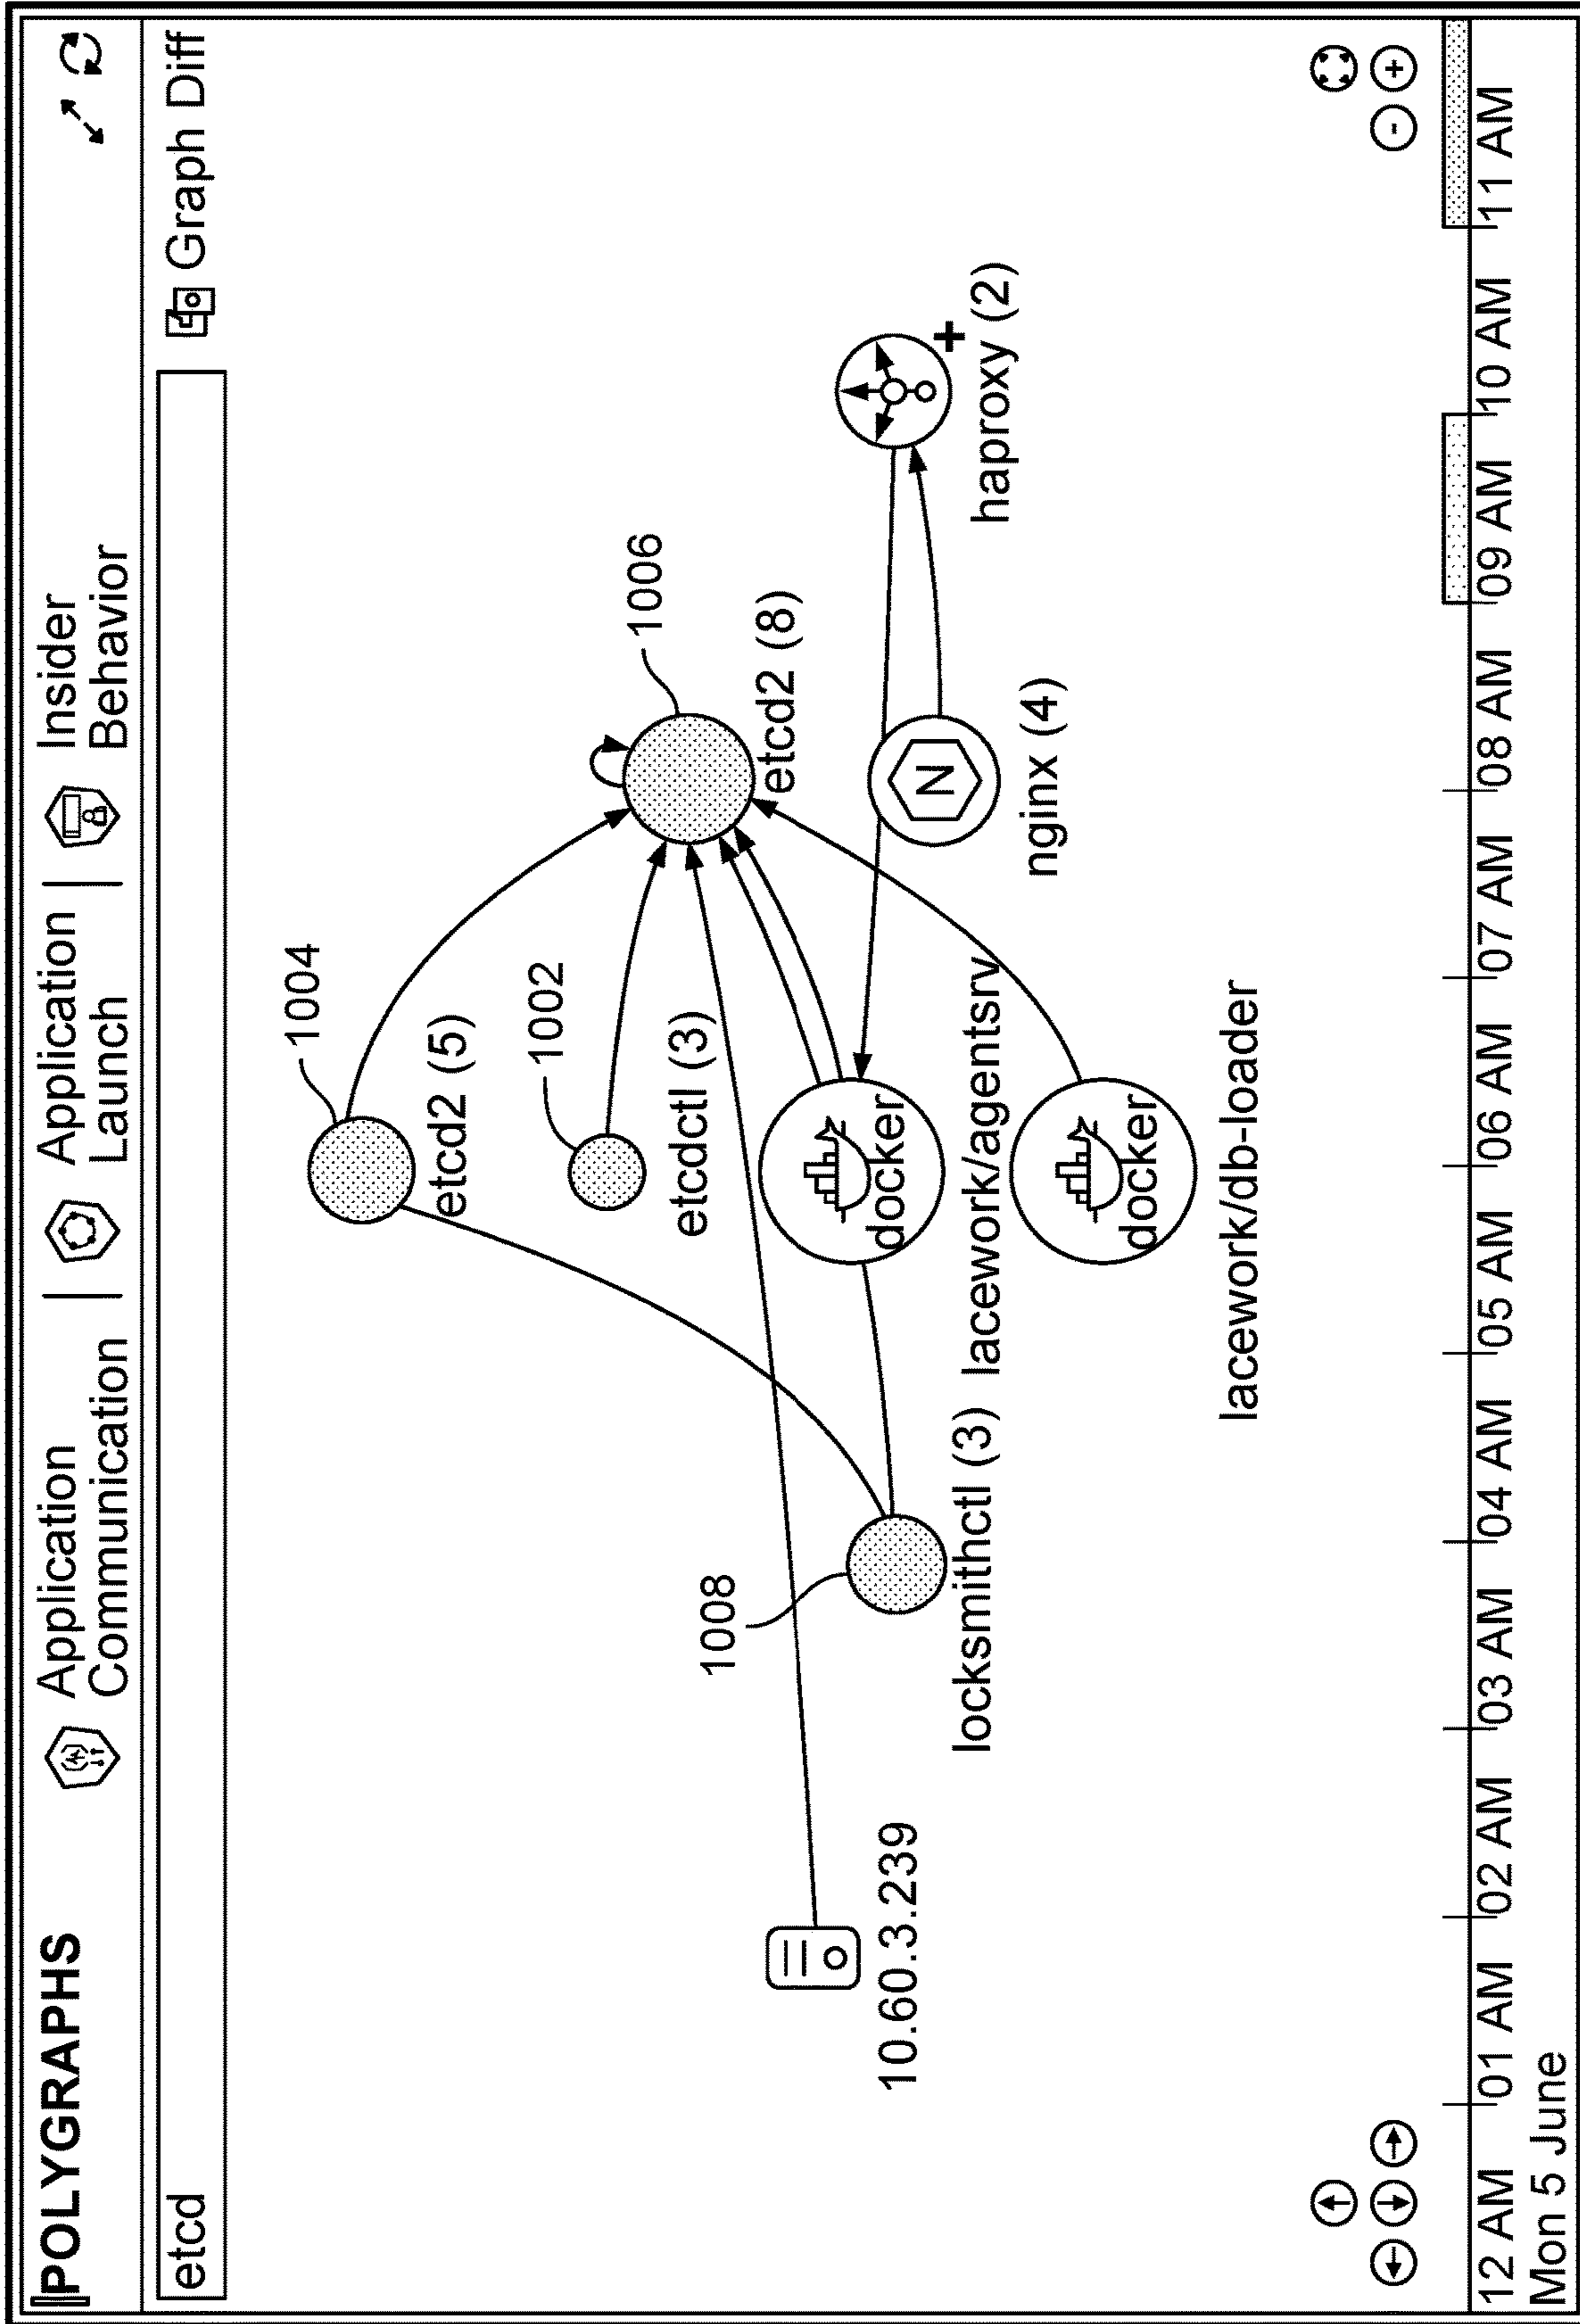 POLYGRAPHS
Application
Communication
Application
Launch
Insider
Behavior
etcd
Graph Diff
1004
etcd2 (5)
1002
etcdctl (3)
1006
etcd2 (8)
1008
locksmithctl (3)
docker
lacework/agentsrv
docker
lacework/db-loader
10.60.3.239
N
nginx (4)
+
haproxy (2)
- +
12 AM 01 AM 02 AM 03 AM 04 AM 05 AM 06 AM 07 AM 08 AM 09 AM 10 AM 11 AM
Mon 5 June